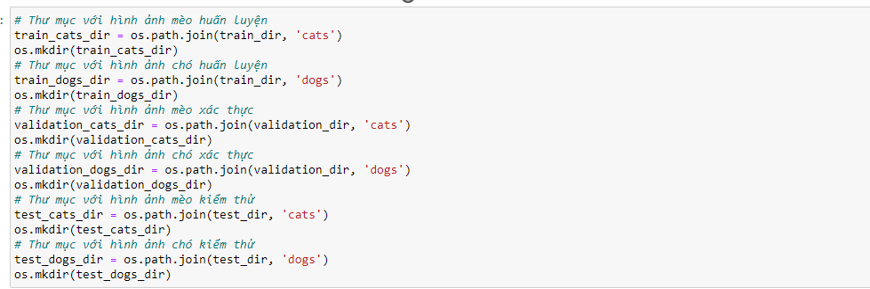 # Thư mục với hình ảnh mèo huấn luyện
train_cats_dir = os.path.join(train_dir, 'cats')
os.mkdir(train_cats_dir)
# Thư mục với hình ảnh chó huấn luyện
train_dogs_dir = os.path.join(train_dir, 'dogs')
os.mkdir(train_dogs_dir)
# Thư mục với hình ảnh mèo xác thực
validation_cats_dir = os.path.join(validation_dir, 'cats')
os.mkdir(validation_cats_dir)
# Thư mục với hình ảnh chó xác thực
validation_dogs_dir = os.path.join(validation_dir, 'dogs')
os.mkdir(validation_dogs_dir)
# Thư mục với hình ảnh mèo kiểm thử
test_cats_dir = os.path.join(test_dir, 'cats')
os.mkdir(test_cats_dir)
# Thư mục với hình ảnh chó kiểm thử
test_dogs_dir = os.path.join(test_dir, 'dogs')
os.mkdir(test_dogs_dir)